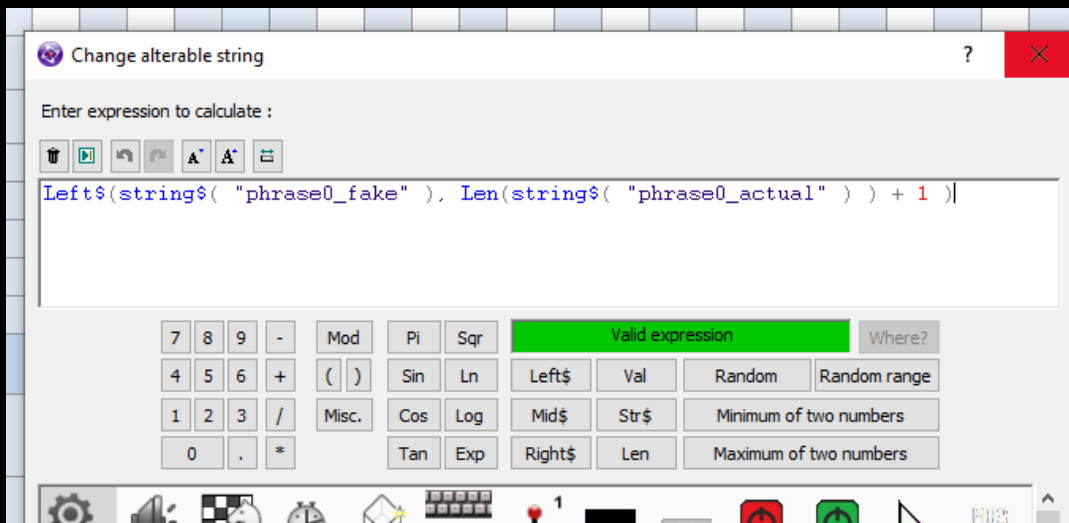 Change alterable string ?
Enter expression to calculate :
A A
Left$(string$( "phrase0_fake" ), Len(string$( "phrase0_actual" ) ) + 1 )
7 8 9 - Mod Pi Sqr Valid expression Where?
4 5 6 + ( ) Sin Ln Left$ Val Random Random range
1 2 3 / Misc. Cos Log Mid$ Str$ Minimum of two numbers
0 . * Tan Exp Right$ Len Maximum of two numbers
1